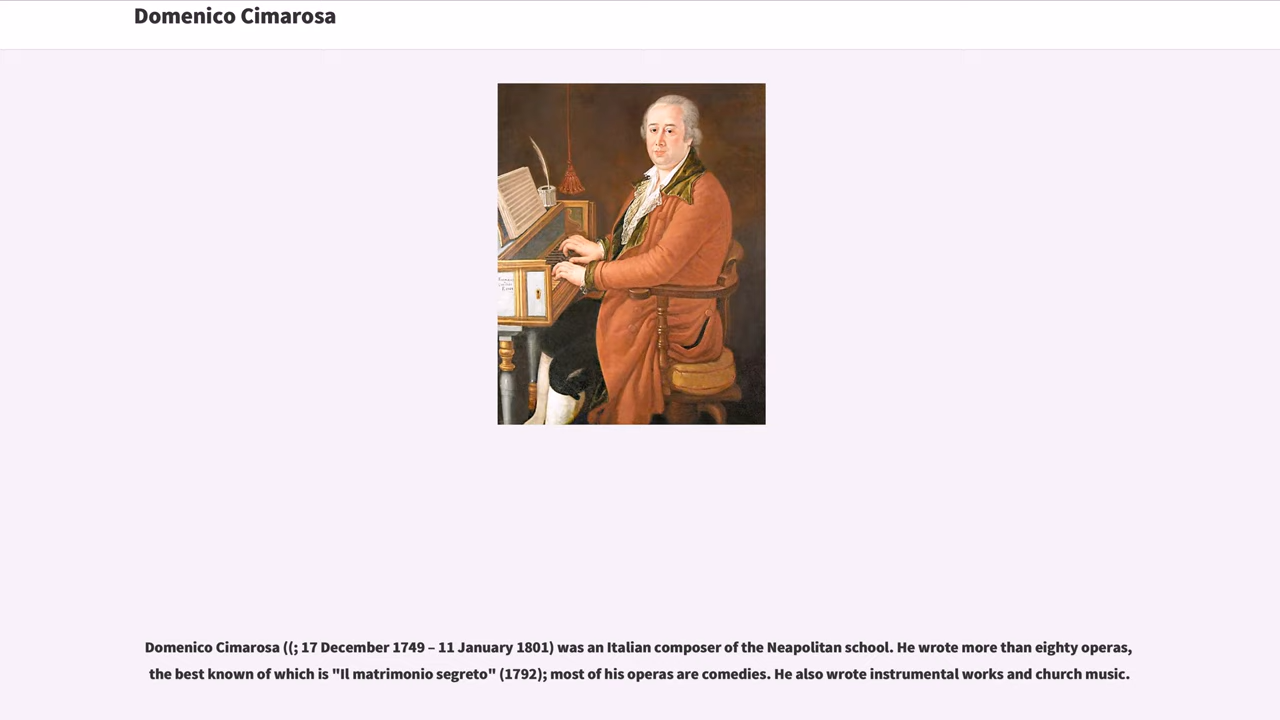 Domenico Cimarosa
Domenico Cimarosa ((; 17 December 1749 – 11 January 1801) was an Italian composer of the Neapolitan school. He wrote more than eighty operas,
the best known of which is "Il matrimonio segreto" (1792); most of his operas are comedies. He also wrote instrumental works and church music.